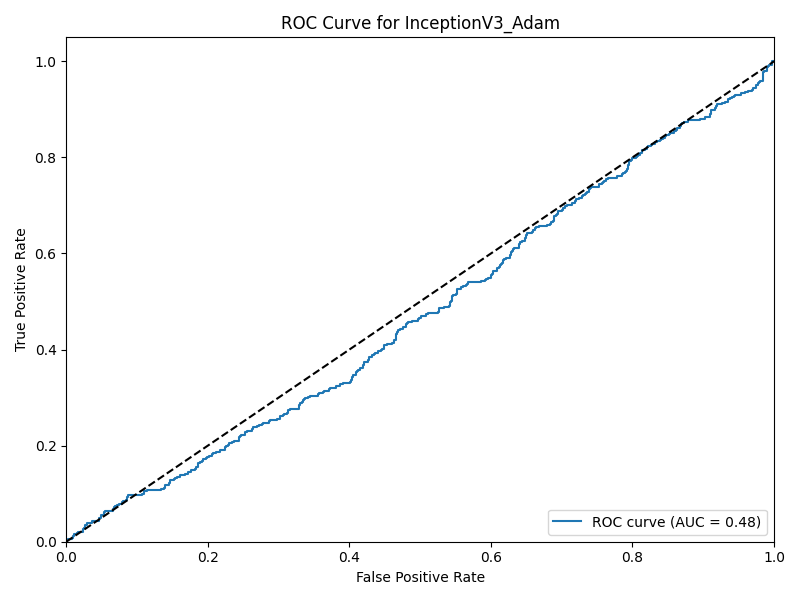 ROC Curve for InceptionV3_Adam
True Positive Rate
1.0
0.8
0.6
0.4
0.2
0.0
0.0 0.2 0.4 0.6 0.8 1.0
False Positive Rate
ROC curve (AUC = 0.48)